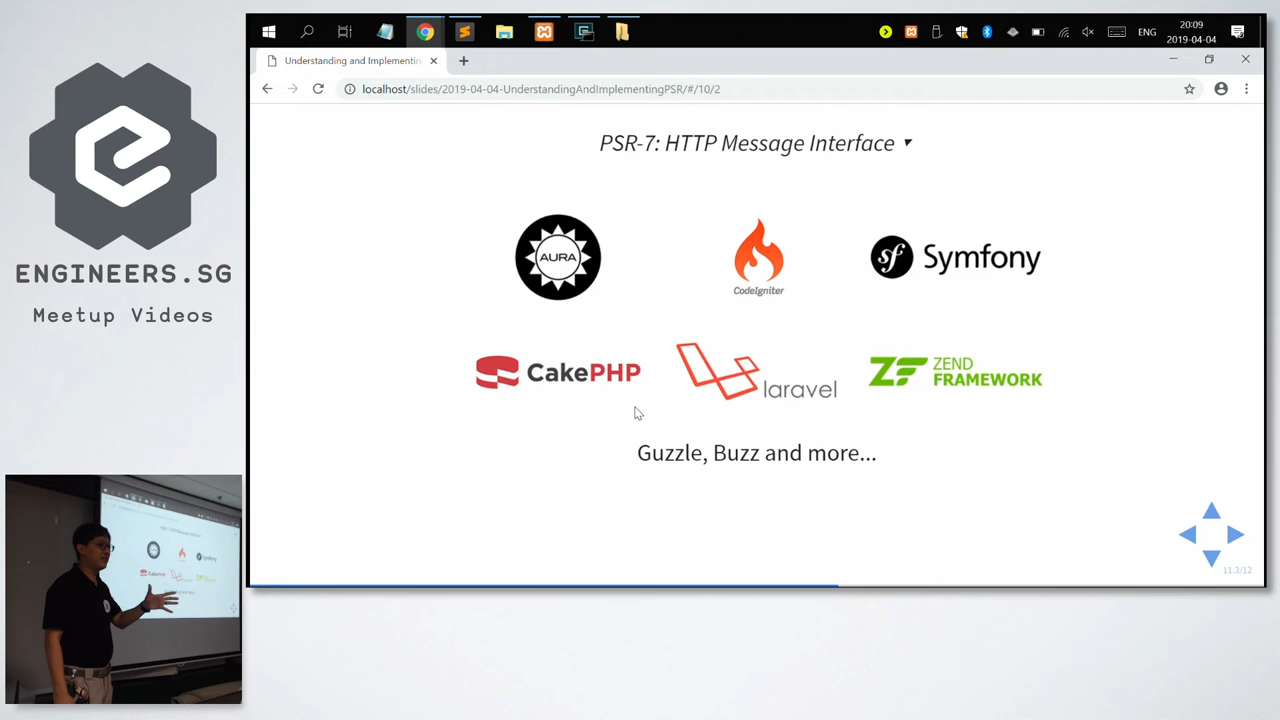 ENGINEERS.SG
Meetup Videos
ENG
20:09
2019-04-04
Understanding and Implementin
localhost/slides/2019-04-04-UnderstandingAndImplementingPSR/#/10/2
PSR-7: HTTP Message Interface
AURA
CodeIgniter
sf Symfony
CakePHP
laravel
ZF ZEND
FRAMEWORK
Guzzle, Buzz and more...
11.3/12